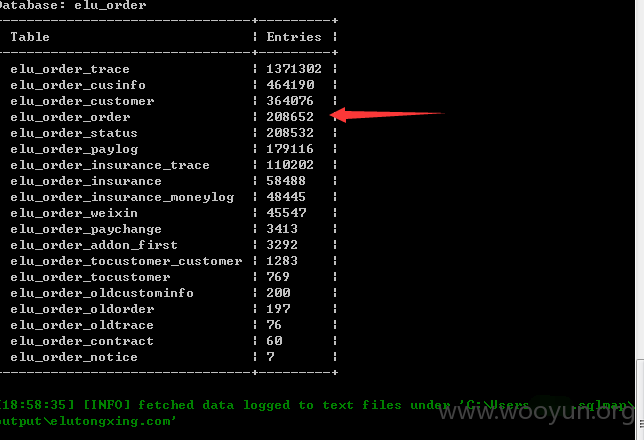 Database: elu_order
Table | Entries |
elu_order_trace | 1371302 |
elu_order_cusinfo | 464190 |
elu_order_customer | 364076 |
elu_order_order | 208652 |
elu_order_status | 208532 |
elu_order_paylog | 179116 |
elu_order_insurance_trace | 110202 |
elu_order_insurance | 58488 |
elu_order_insurance_moneylog | 48445 |
elu_order_weixin | 45547 |
elu_order_paychange | 3413 |
elu_order_addon_first | 3292 |
elu_order_tocustomer_customer | 1283 |
elu_order_tocustomer | 769 |
elu_order_oldcustominfo | 200 |
elu_order_oldorder | 197 |
elu_order_oldtrace | 76 |
elu_order_contract | 60 |
elu_order_notice | 7 |
[18:58:35] [INFO] fetched data logged to text files under 'C:\Users .sqlmap\
output\elutongxing.com'
www.wooyun.org